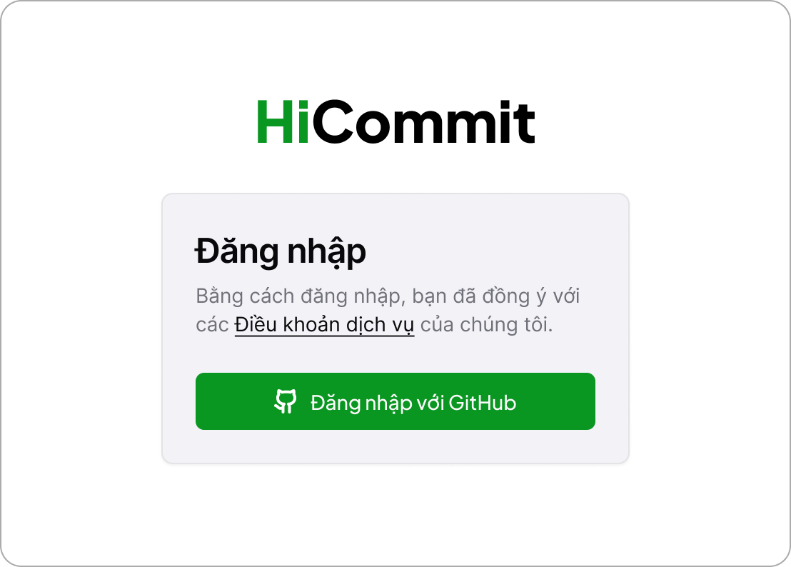 HiCommit
Đăng nhập
Bằng cách đăng nhập, bạn đã đồng ý với
các Điều khoản dịch vụ của chúng tôi.
Đăng nhập với GitHub